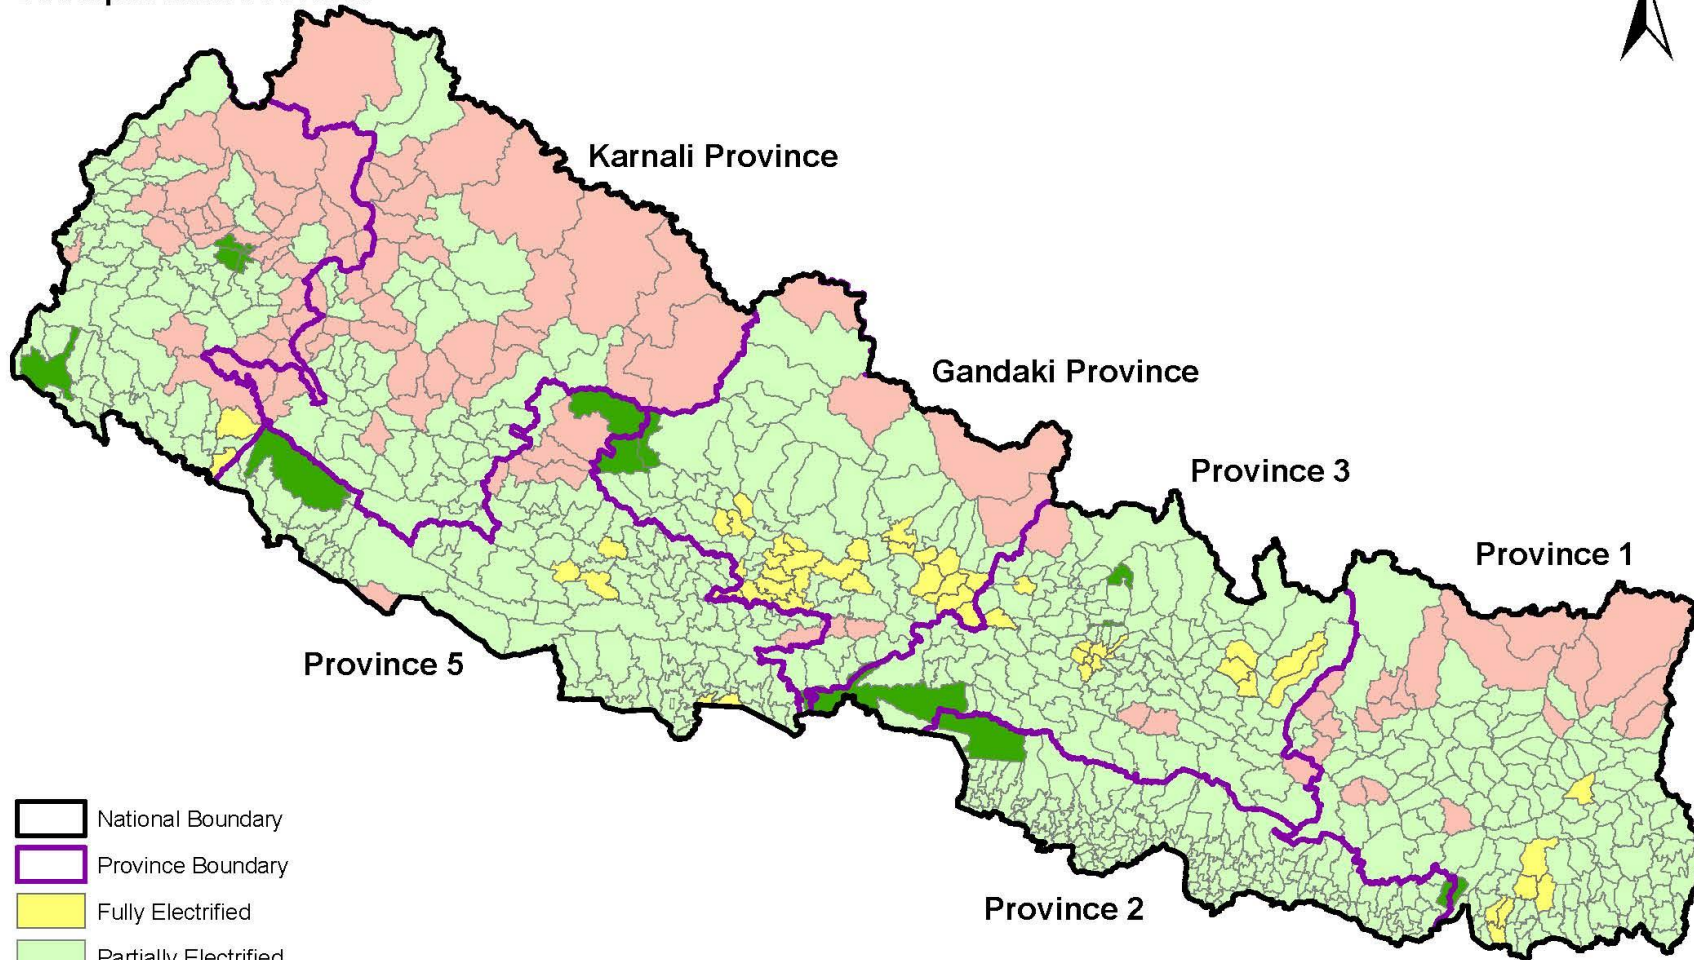 Karnali Province
Gandaki Province
Province 3
Province 1
Province 5
Province 2
National Boundary
Province Boundary
Fully Electrified
Partially Electrified